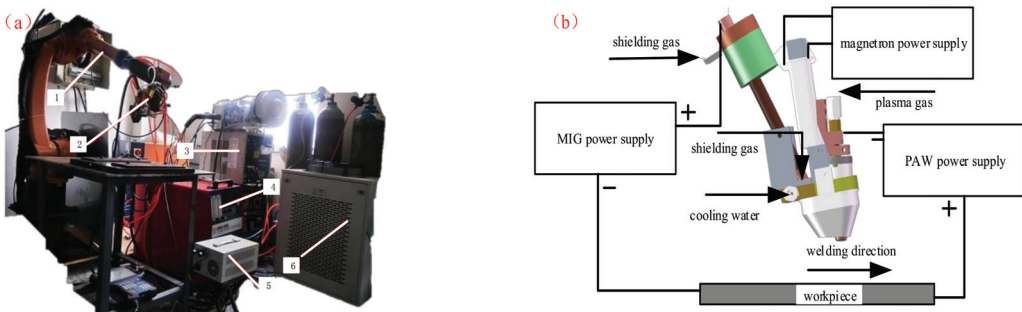 (a)
1
2
3
4
5
6
(b)
shielding gas
magnetron power supply
plasma gas
+
MIG power supply
shielding gas
-
PAW power supply
-
cooling water
+
welding direction
workpiece